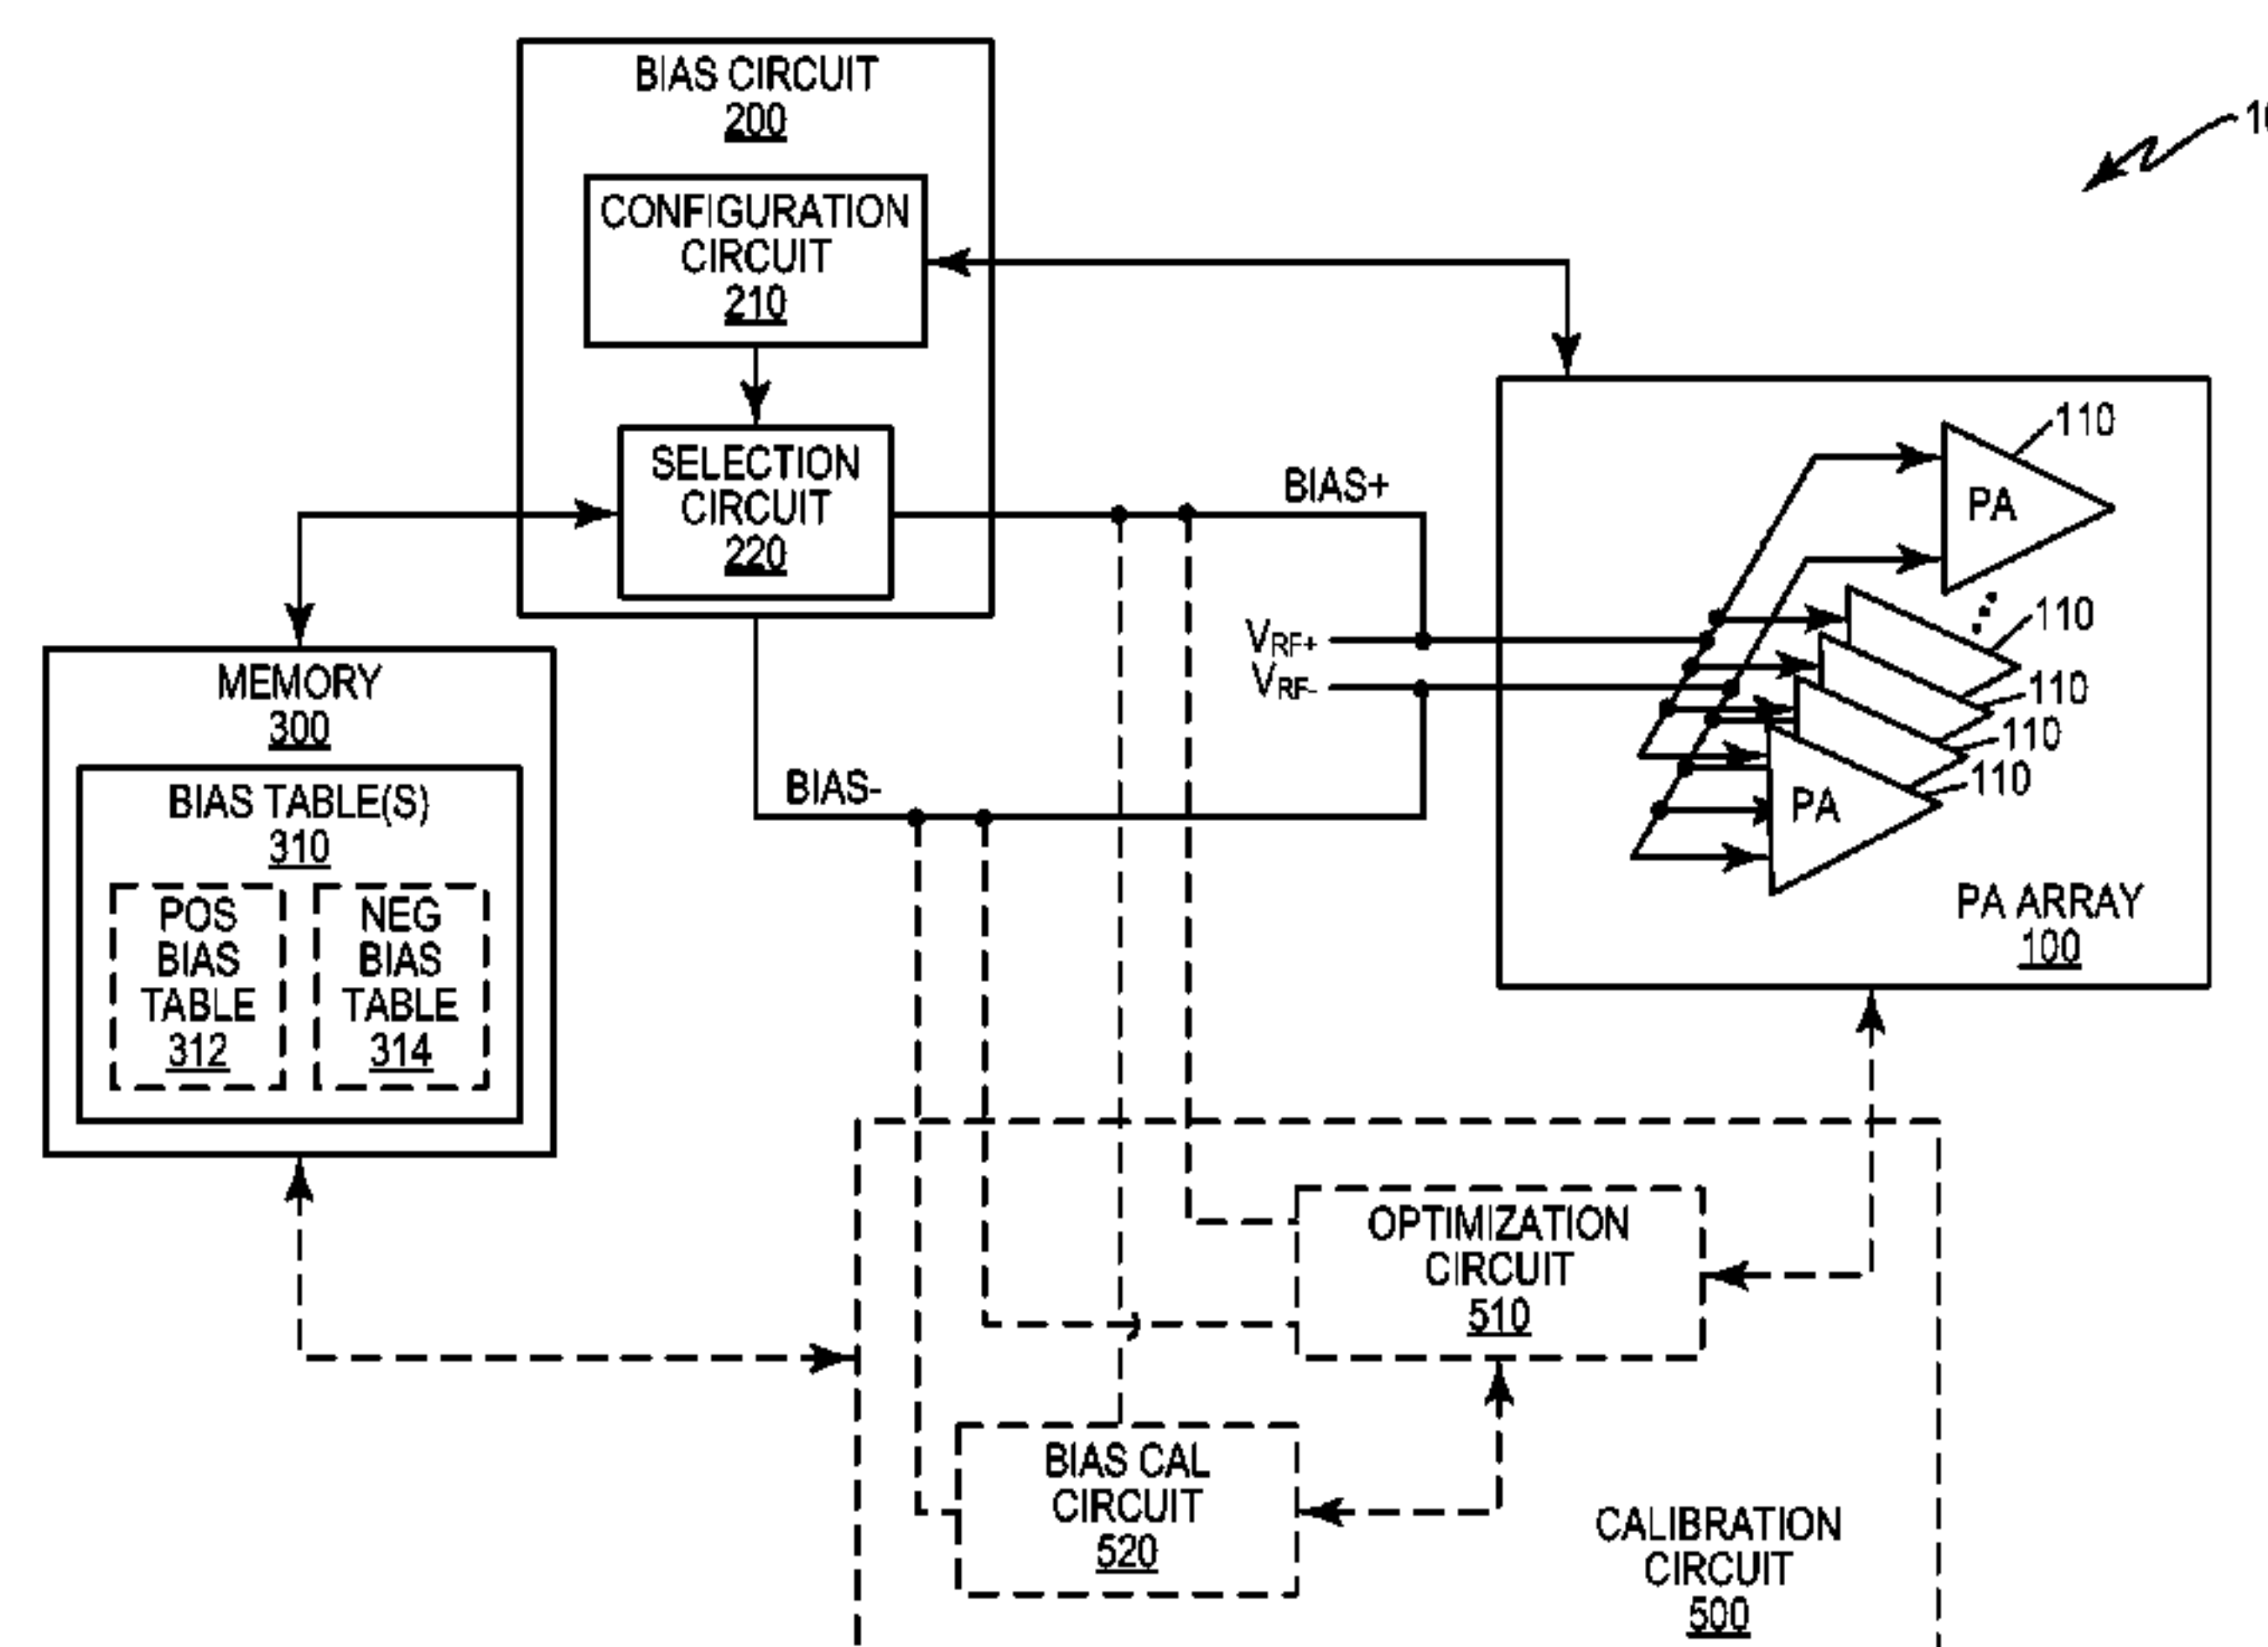 BIAS CIRCUIT
200
CONFIGURATION
CIRCUIT
210
SELECTION
CIRCUIT
220
BIAS+
BIAS-
VRF+
VRF-
MEMORY
300
BIAS TABLE(S)
310
POS
BIAS
TABLE
312
NEG
BIAS
TABLE
314
110
PA
110
110
110
110
PA
PA ARRAY
100
OPTIMIZATION
CIRCUIT
510
BIAS CAL
CIRCUIT
520
CALIBRATION
CIRCUIT
500